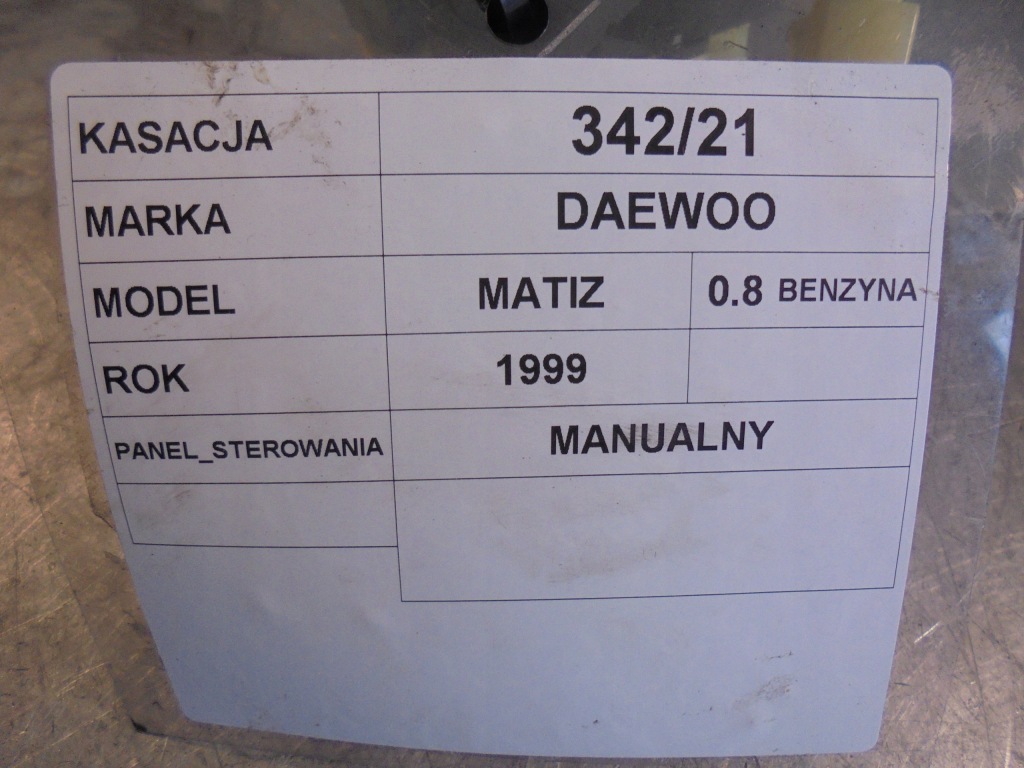 KASACJA 342/21
MARKA DAEWOO
MODEL MATIZ 0.8 BENZYNA
ROK 1999
PANEL_STEROWANIA MANUALNY